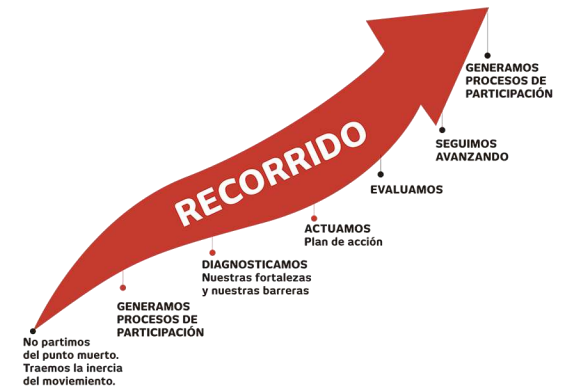 RECORRIDO
No partimos
del punto muerto.
Traemos la inercia
del moviemiento.
GENERAMOS
PROCESOS DE
PARTICIPACIÓN
DIAGNOSTICAMOS
Nuestras fortalezas
y nuestras barreras
ACTUAMOS
Plan de acción
EVALUAMOS
SEGUIMOS
AVANZANDO
GENERAMOS
PROCESOS DE
PARTICIPACIÓN